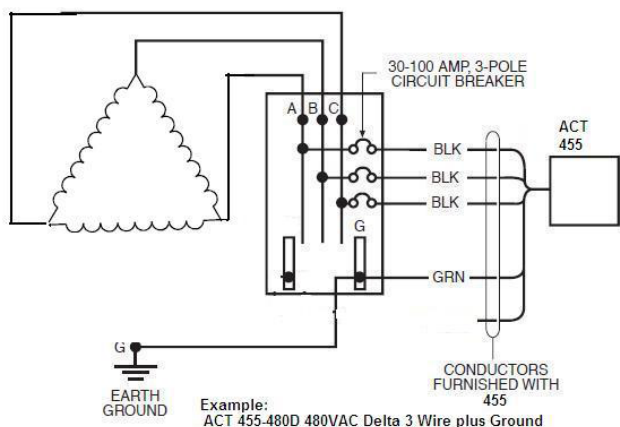 30-100 AMP, 3-POLE
CIRCUIT BREAKER
A B C
ACT
455
BLK
BLK
BLK
G
GRN
G
EARTH
GROUND
CONDUCTORS
FURNISHED WITH
455
Example:
ACT 455-480D 480VAC Delta 3 Wire plus Ground